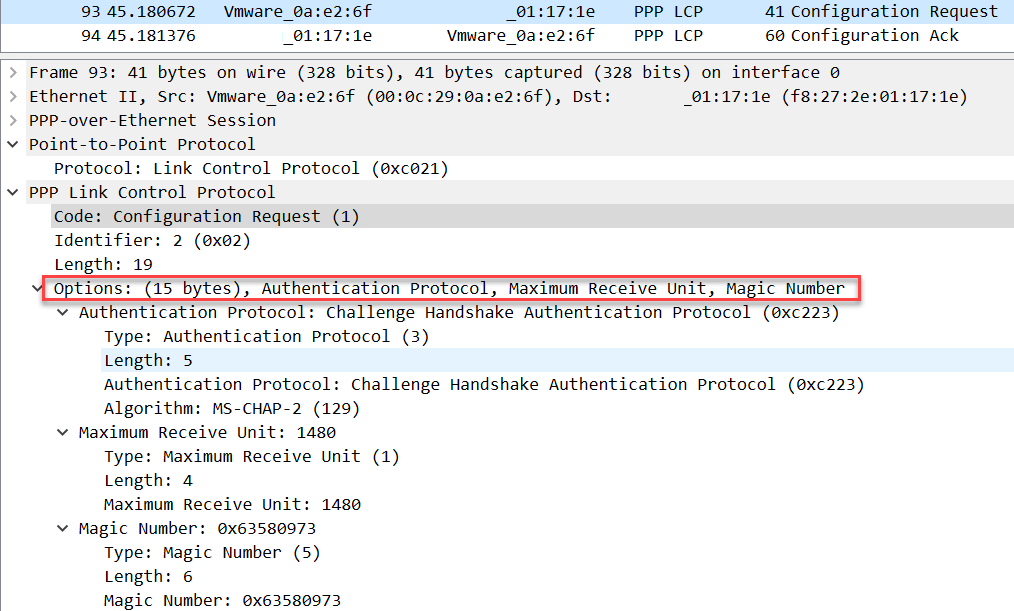 93 45.180672 Vmware_0a:e2:6f _01:17:1e PPP LCP 41 Configuration Request
94 45.181376 _01:17:1e Vmware_0a:e2:6f PPP LCP 60 Configuration Ack
Frame 93: 41 bytes on wire (328 bits), 41 bytes captured (328 bits) on interface 0
Ethernet II, Src: Vmware_0a:e2:6f (00:0c:29:0a:e2:6f), Dst: _01:17:1e (f8:27:2e:01:17:1e)
PPP-over-Ethernet Session
Point-to-Point Protocol
Protocol: Link Control Protocol (0xc021)
PPP Link Control Protocol
Code: Configuration Request (1)
Identifier: 2 (0x02)
Length: 19
Options: (15 bytes), Authentication Protocol, Maximum Receive Unit, Magic Number
Authentication Protocol: Challenge Handshake Authentication Protocol (0xc223)
Type: Authentication Protocol (3)
Length: 5
Authentication Protocol: Challenge Handshake Authentication Protocol (0xc223)
Algorithm: MS-CHAP-2 (129)
Maximum Receive Unit: 1480
Type: Maximum Receive Unit (1)
Length: 4
Maximum Receive Unit: 1480
Magic Number: 0x63580973
Type: Magic Number (5)
Length: 6
Magic Number: 0x63580973